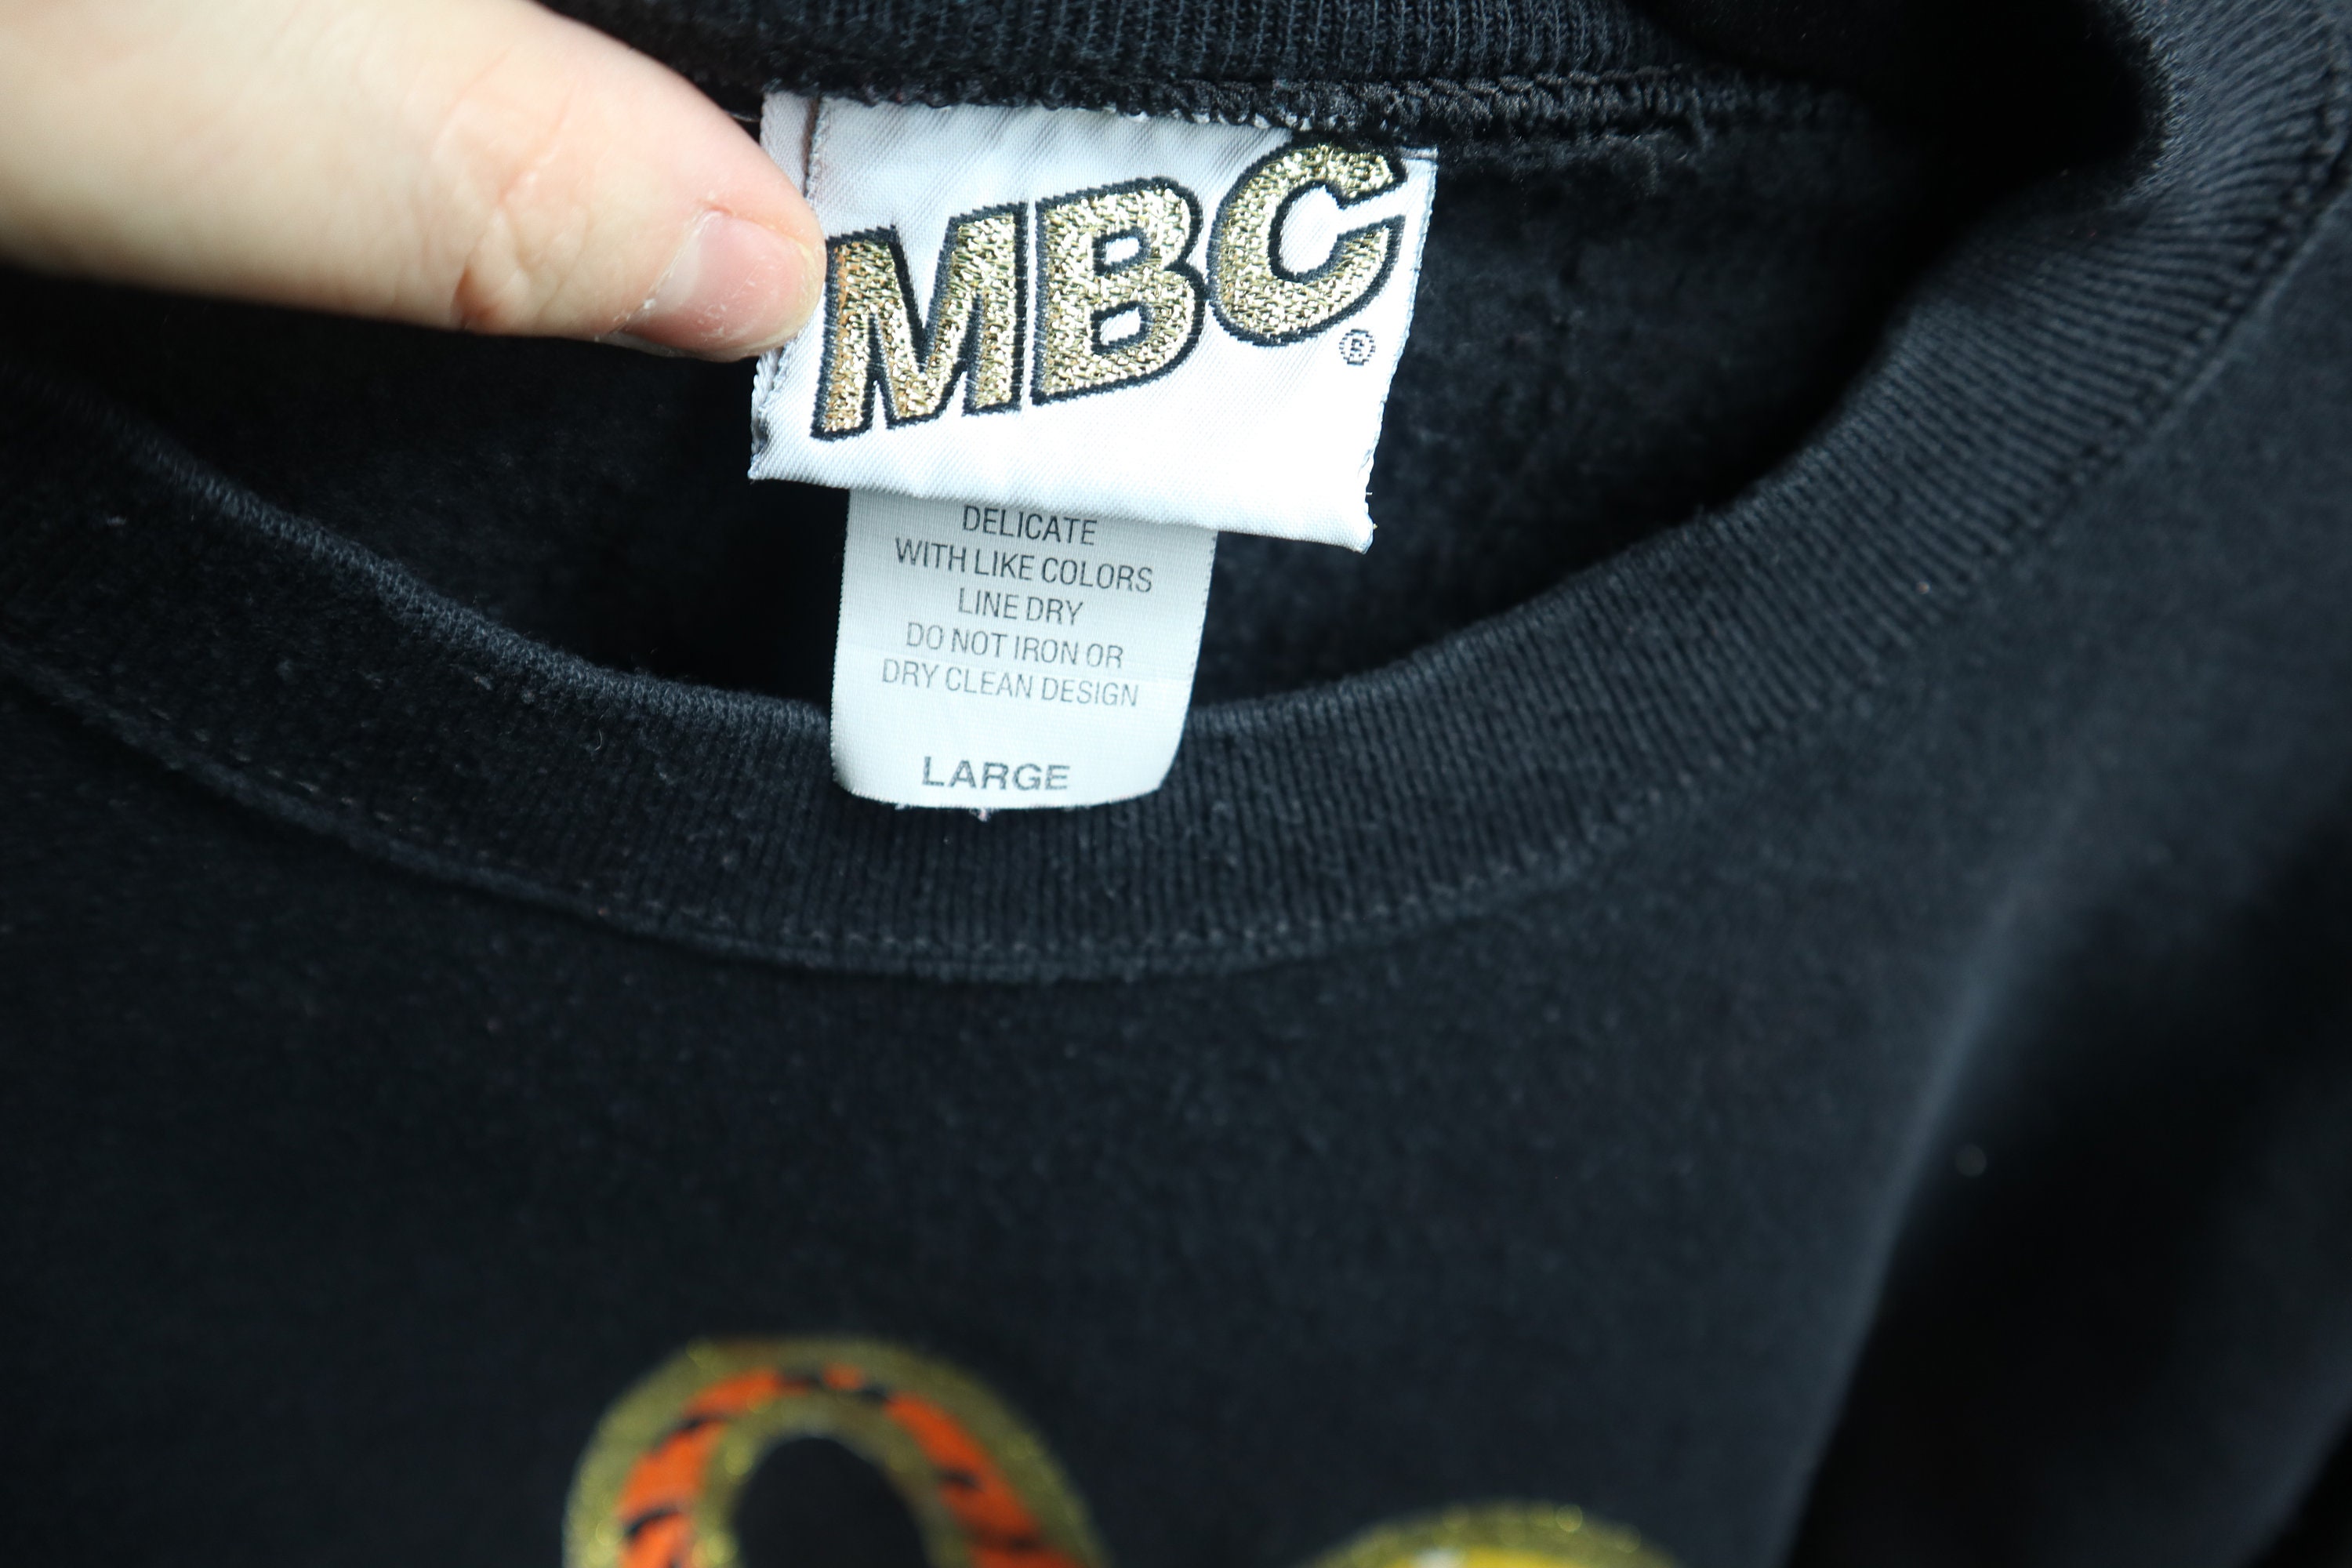 MBC
®
DELICATE
WITH LIKE COLORS
LINE DRY
DO NOT IRON OR
DRY CLEAN DESIGN
LARGE